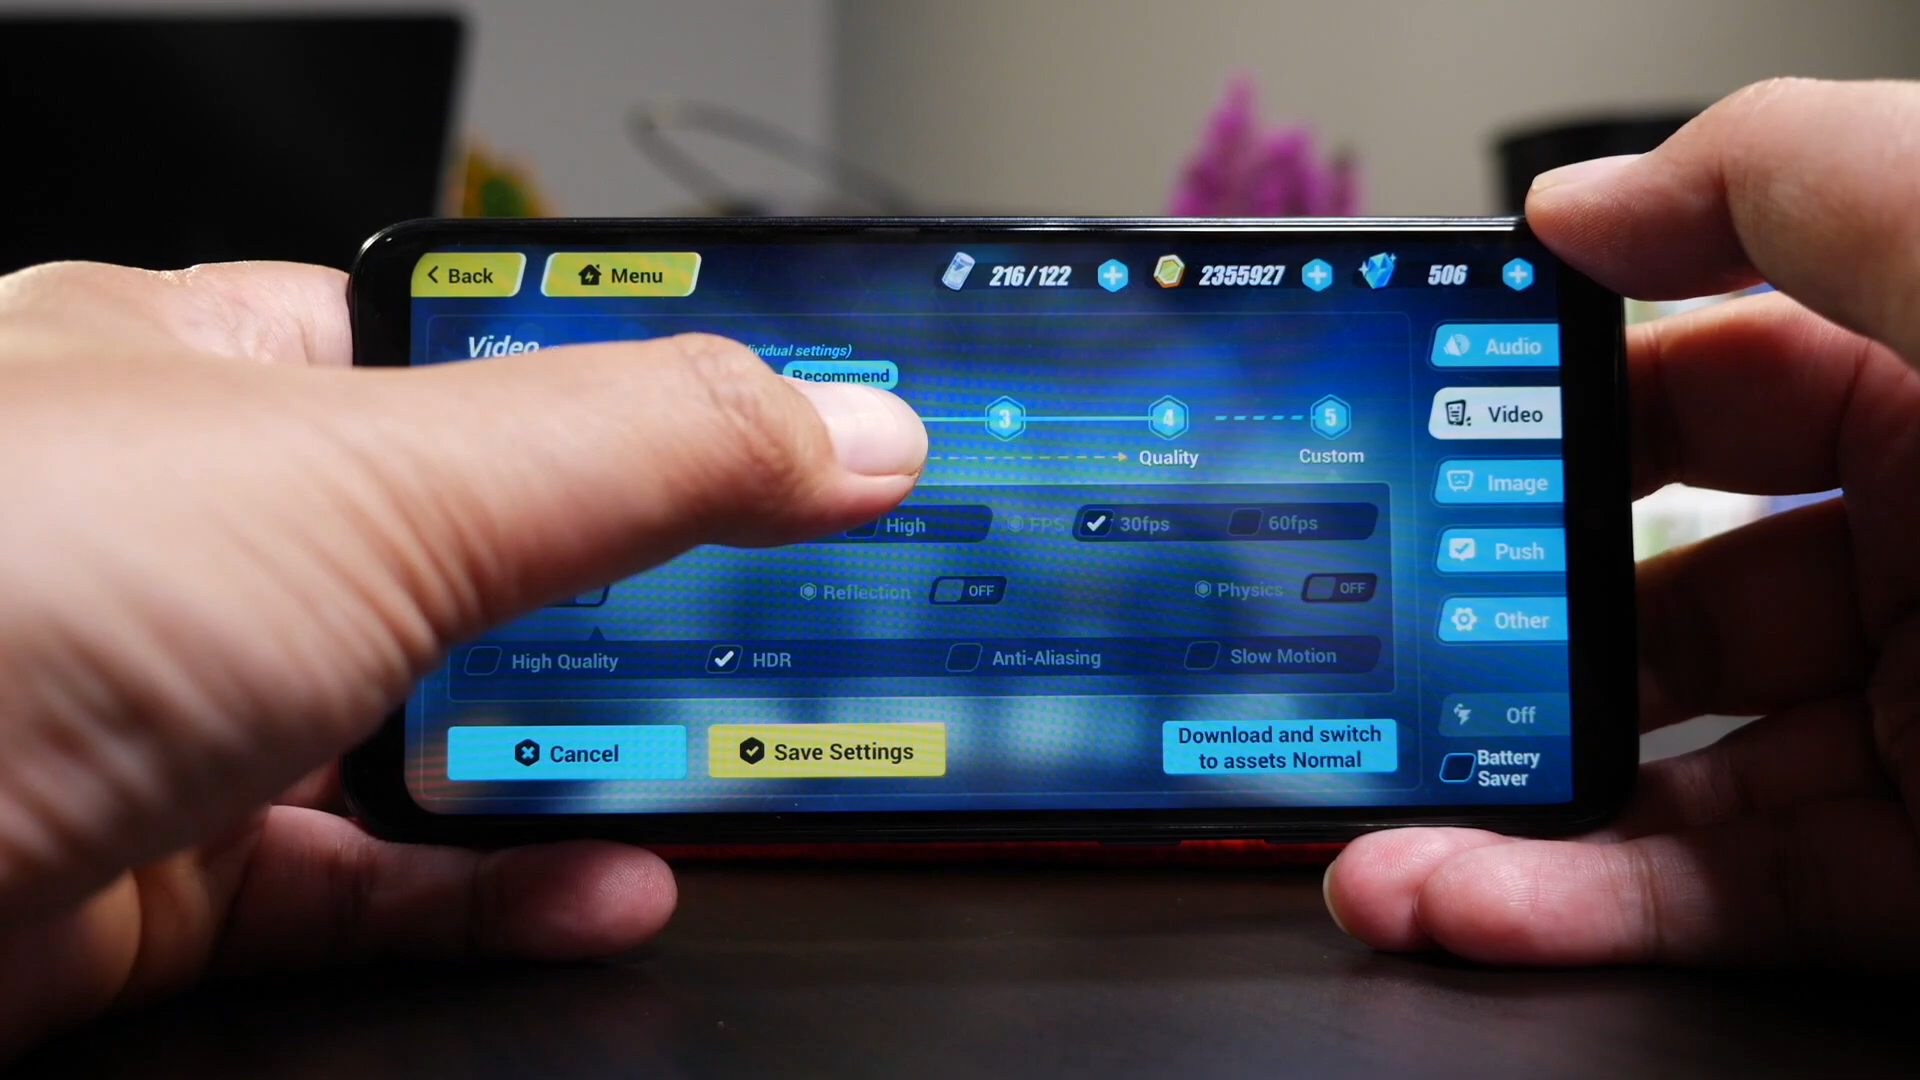 Back
Menu
216/122
2355927
506
Video
ividual settings)
Recommend
3
4
5
Quality
Custom
High
FPS
30fps
60fps
Reflection
OFF
Physics
OFF
High Quality
HDR
Anti-Aliasing
Slow Motion
Cancel
Save Settings
Download and switch
to assets Normal
Audio
Video
Image
Push
Other
Off
Battery
Saver